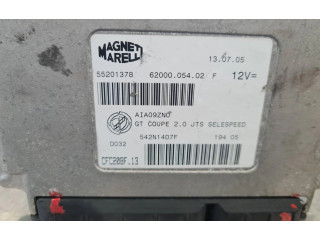 MAGNETI
MARELLI
13.07.05
55201378 62000.054.02 F 12V=
AIA09ZN0
GT COUPE 2.0 JTS SELESPEED
D032 542N14D7F 194 05
CFC208F.13